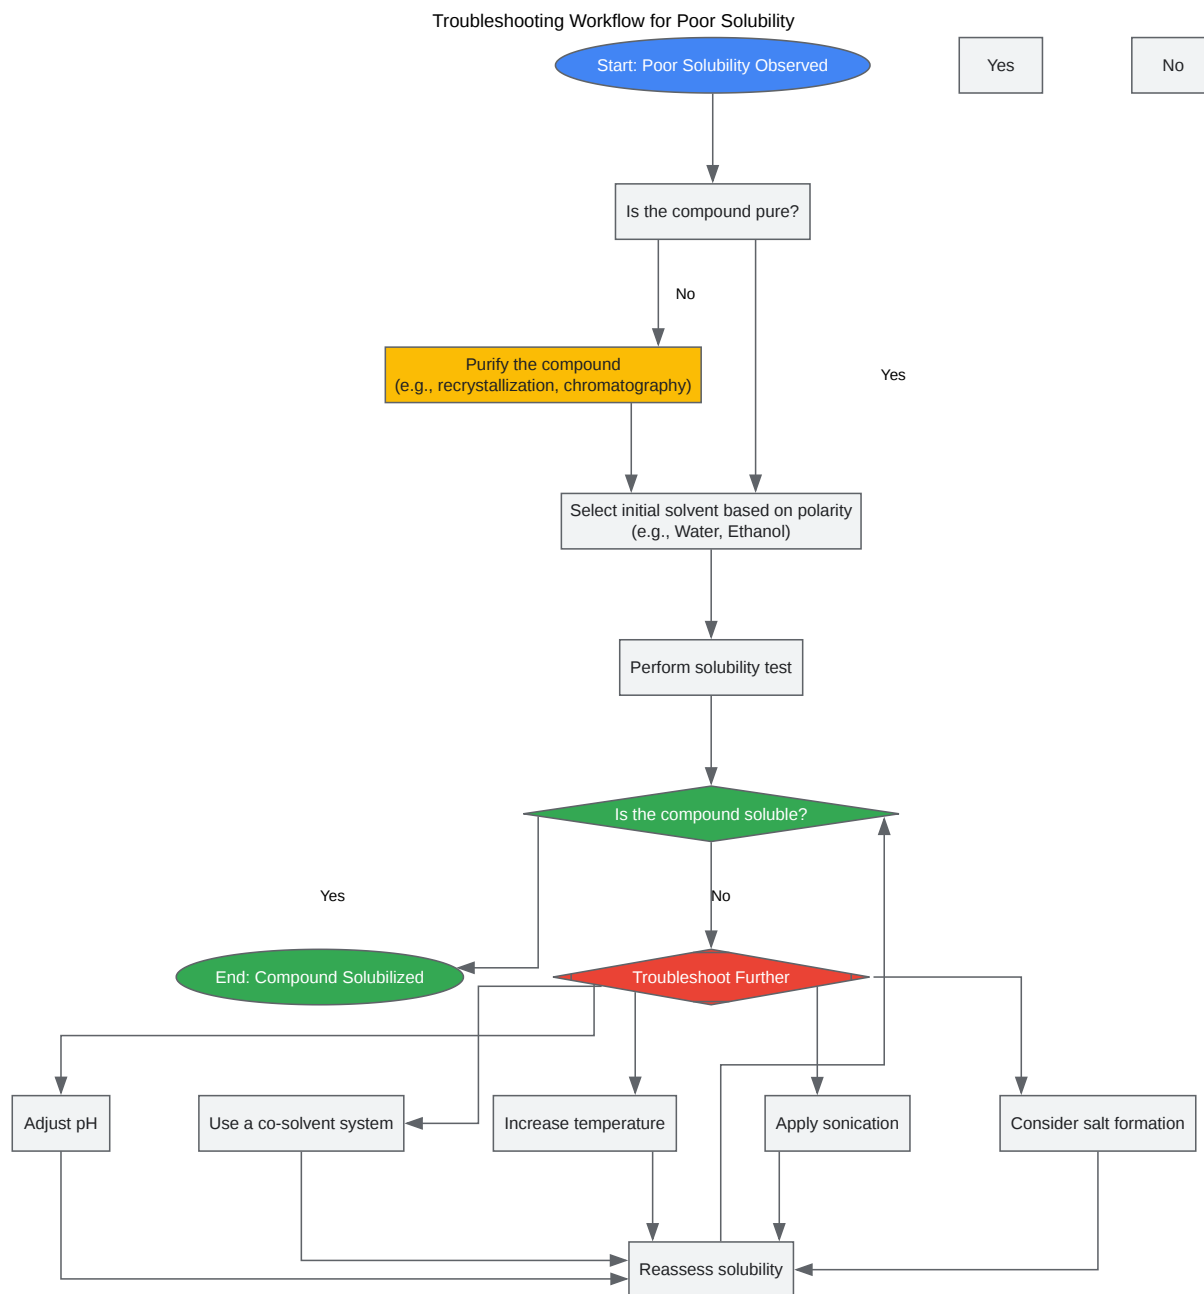 Troubleshooting Workflow for Poor Solubility
Start: Poor Solubility Observed
Yes
No
Is the compound pure?
No
Purify the compound
(e.g., recrystallization, chromatography)
Yes
Select initial solvent based on polarity
(e.g., Water, Ethanol)
Perform solubility test
Is the compound soluble?
Yes
No
End: Compound Solubilized
Troubleshoot Further
Adjust pH
Use a co-solvent system
Increase temperature
Apply sonication
Consider salt formation
Reassess solubility